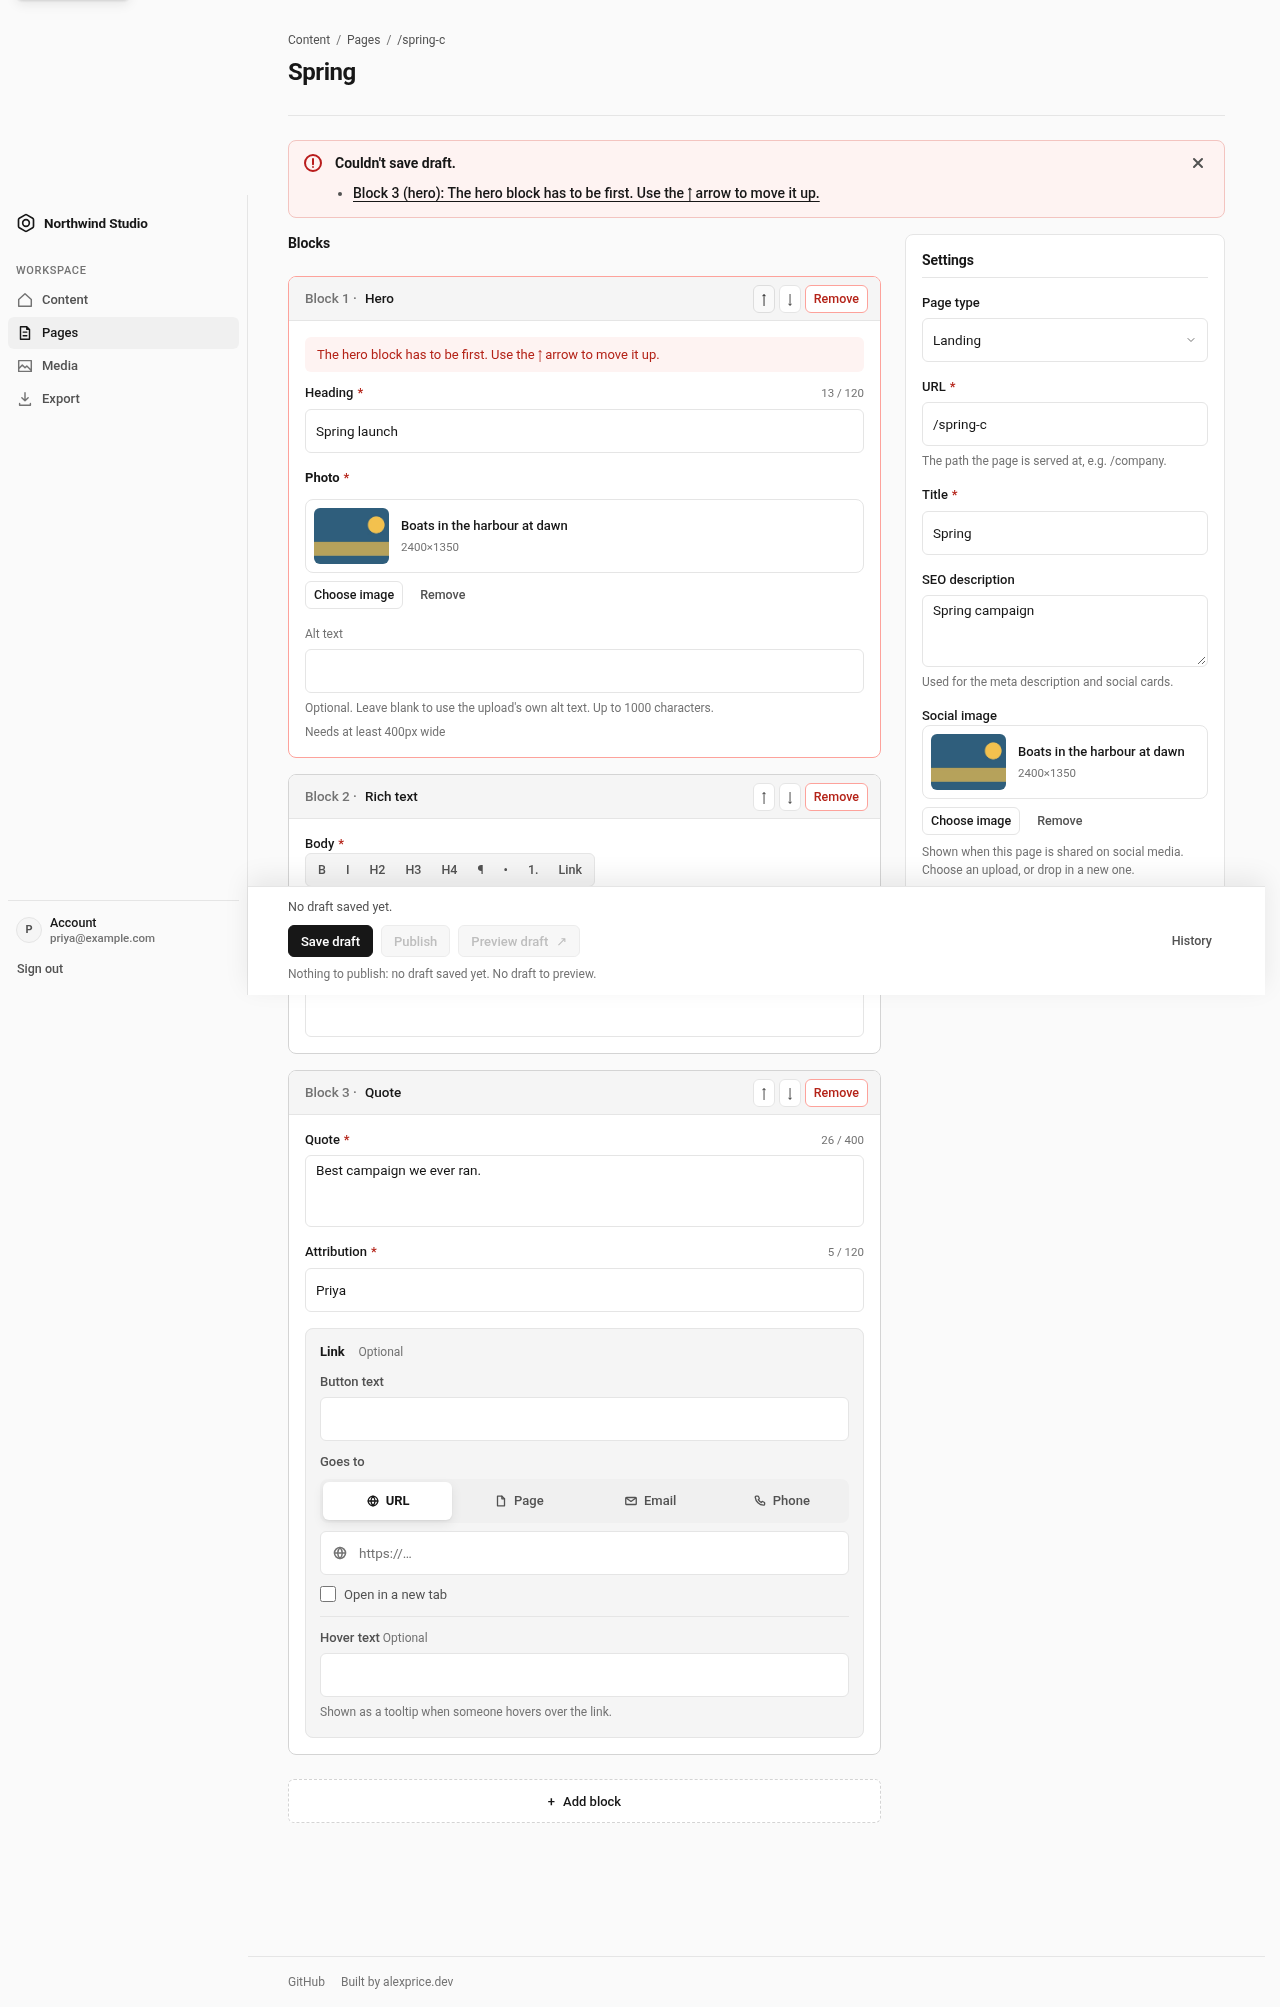 Content / Pages / /spring-c
Spring
Couldn't save draft.
• Block 3 (hero): The hero block has to be first. Use the ↑ arrow to move it up.
Northwind Studio
WORKSPACE
Content
Pages
Media
Export
Account
P
priya@example.com
Sign out
Blocks
Block 1 · Hero
↑ ↓ Remove
The hero block has to be first. Use the ↑ arrow to move it up.
Heading *
13 / 120
Spring launch
Photo *
Boats in the harbour at dawn
2400×1350
Choose image Remove
Alt text
Optional. Leave blank to use the upload's own alt text. Up to 1000 characters.
Needs at least 400px wide
Block 2 · Rich text
↑ ↓ Remove
Body *
B I H2 H3 H4 ¶ • 1. Link
Settings
Page type
Landing
URL *
/spring-c
The path the page is served at, e.g. /company.
Title *
Spring
SEO description
Spring campaign
Used for the meta description and social cards.
Social image
Boats in the harbour at dawn
2400×1350
Choose image Remove
Shown when this page is shared on social media.
Choose an upload, or drop in a new one.
No draft saved yet.
Save draft Publish Preview draft ↗
History
Nothing to publish: no draft saved yet. No draft to preview.
Block 3 · Quote
↑ ↓ Remove
Quote *
26 / 400
Best campaign we ever ran.
Attribution *
5 / 120
Priya
Link Optional
Button text
Goes to
URL Page Email Phone
https://...
Open in a new tab
Hover text Optional
Shown as a tooltip when someone hovers over the link.
+ Add block
GitHub Built by alexprice.dev